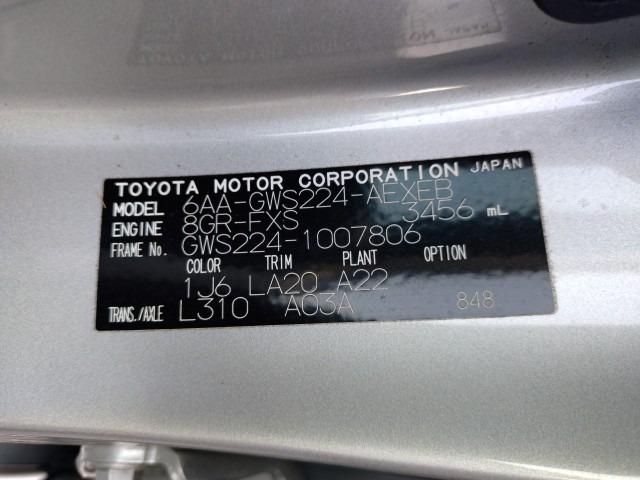 TOYOTA MOTOR CORPORATION JAPAN
MODEL 6AA-GWS224-AEXEB
ENGINE 8GR-FXS 3456 mL
FRAME No. GWS224-1007806
COLOR TRIM PLANT OPTION
1J6 LA20 A22
TRANS./AXLE L310 A03A 848